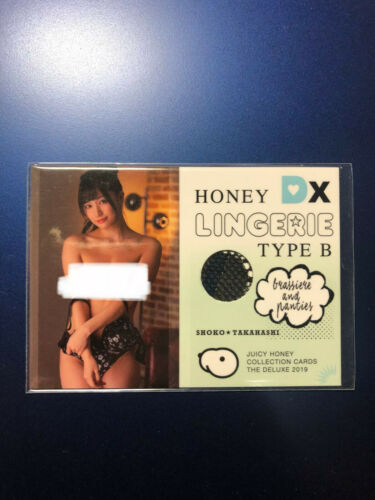 HONEY DX
LINGERIE
TYPE B
brassiere
and
panties
SHOKO★TAKAHASHI
JUICY HONEY
COLLECTION CARDS
THE DELUXE 2019